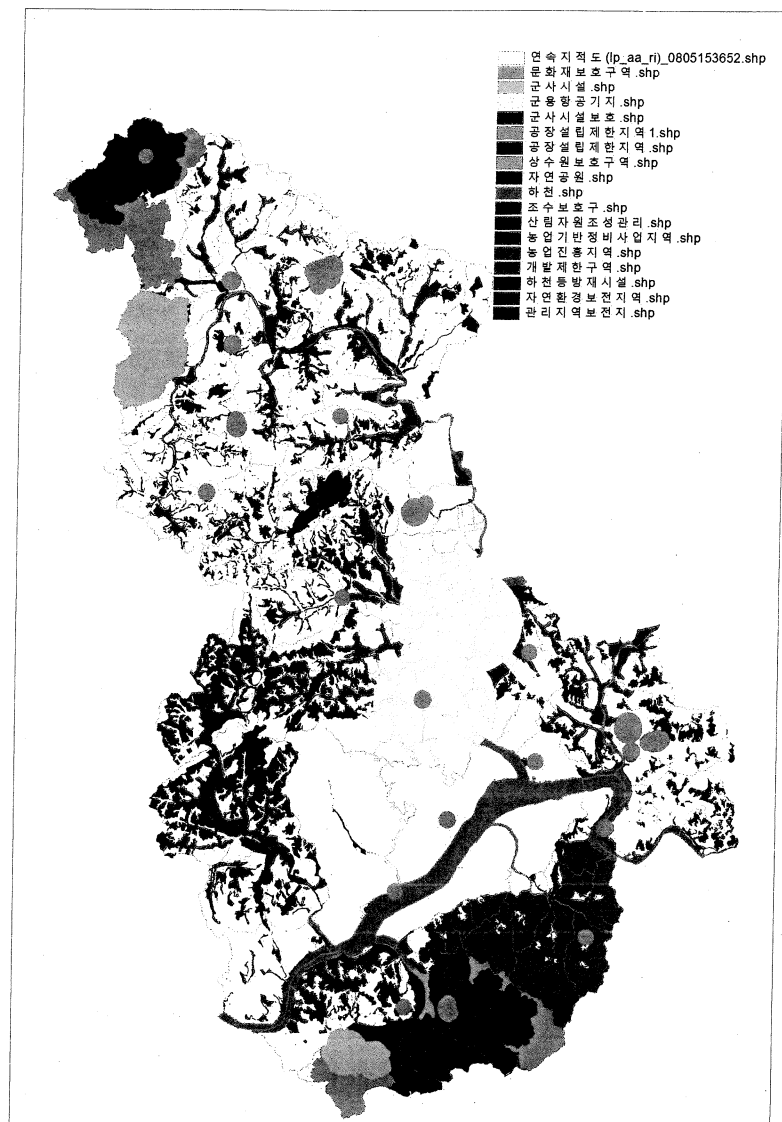 연속지적도(lp_aa_ri)_0805153652.shp
문화재보호구역.shp
군사시설.shp
군용항공기지.shp
군사시설보호.shp
공장설립제한지역1.shp
공장설립제한지역.shp
상수원보호구역.shp
자연공원.shp
하천.shp
조수보호구.shp
산림자원조성관리.shp
농업기반정비사업지역.shp
농업진흥지역.shp
개발제한구역.shp
하천등방재시설.shp
자연환경보전지역.shp
관리지역보전지.shp